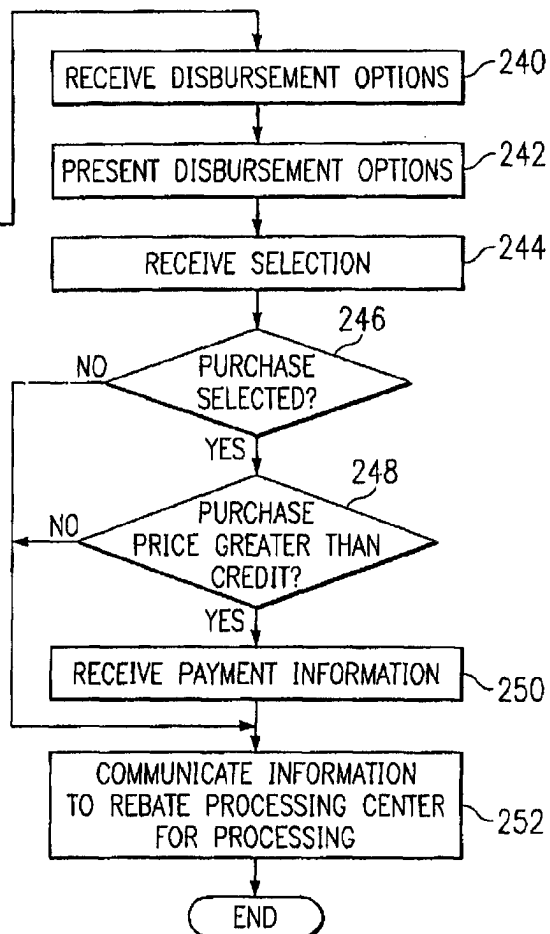 RECEIVE DISBURSEMENT OPTIONS
240
PRESENT DISBURSEMENT OPTIONS
242
RECEIVE SELECTION
244
246
NO
PURCHASE
SELECTED?
YES
248
NO
PURCHASE
PRICE GREATER THAN
CREDIT?
YES
RECEIVE PAYMENT INFORMATION
250
COMMUNICATE INFORMATION
TO REBATE PROCESSING CENTER
FOR PROCESSING
252
END